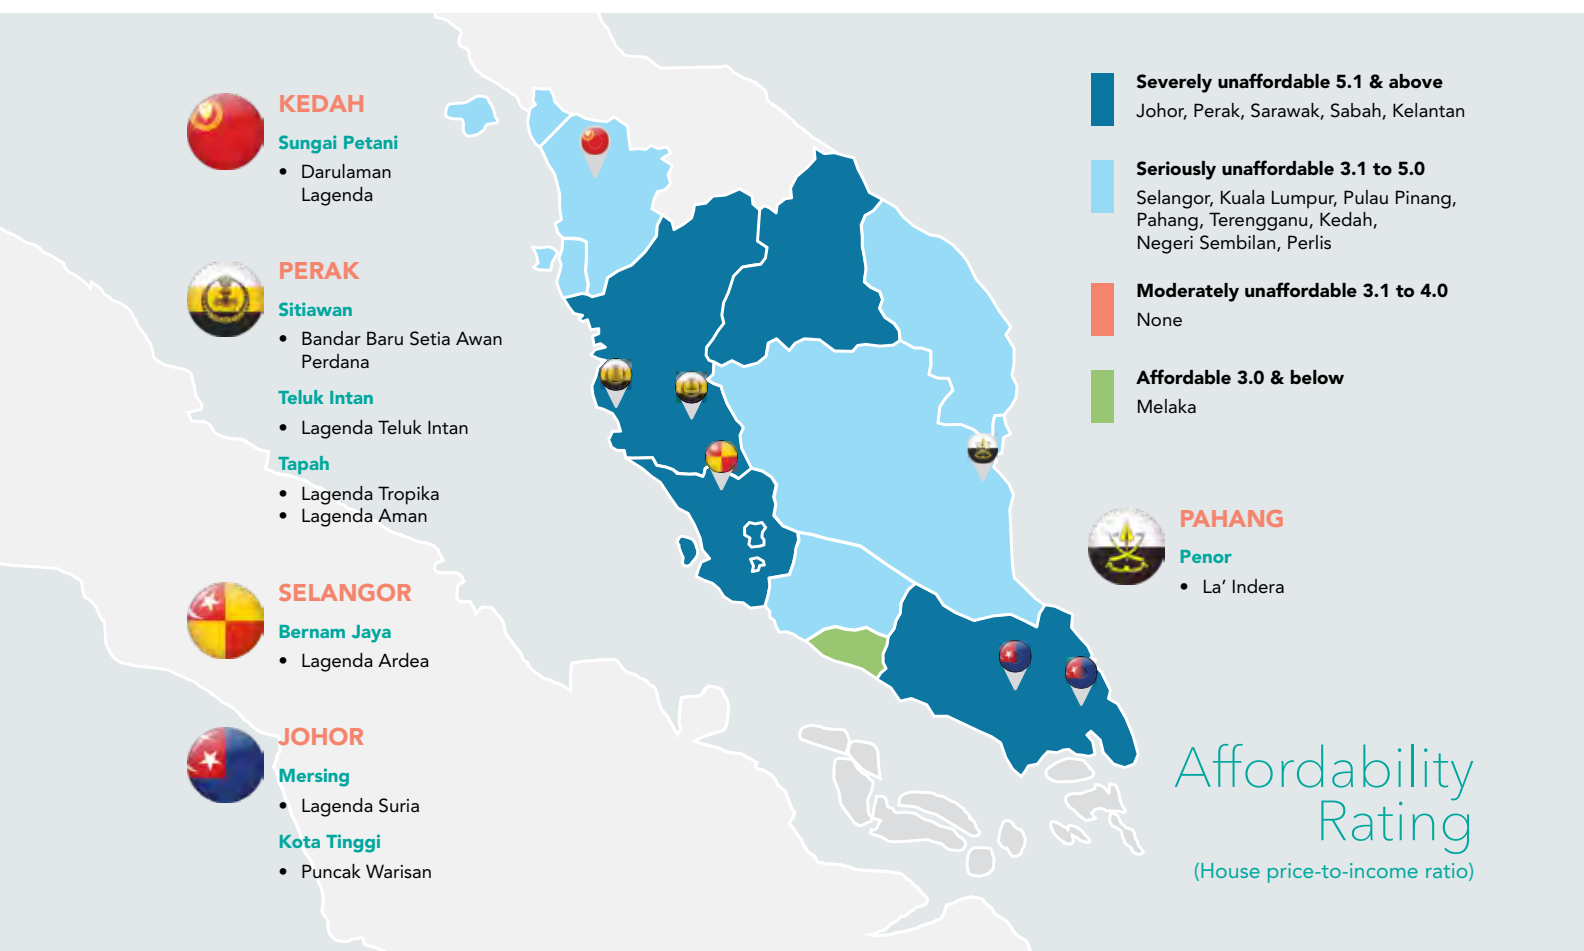 KEDAH
Sungai Petani
• Darulaman
Lagenda
PERAK
Sitiawan
• Bandar Baru Setia Awan
Perdana
Teluk Intan
• Lagenda Teluk Intan
Tapah
• Lagenda Tropika
• Lagenda Aman
SELANGOR
Bernam Jaya
• Lagenda Ardea
JOHOR
Mersing
• Lagenda Suria
Kota Tinggi
• Puncak Warisan
Severely unaffordable 5.1 & above
Johor, Perak, Sarawak, Sabah, Kelantan
Seriously unaffordable 3.1 to 5.0
Selangor, Kuala Lumpur, Pulau Pinang,
Pahang, Terengganu, Kedah,
Negeri Sembilan, Perlis
Moderately unaffordable 3.1 to 4.0
None
Affordable 3.0 & below
Melaka
PAHANG
Penor
• La’ Indera
Affordability
Rating
(House price-to-income ratio)